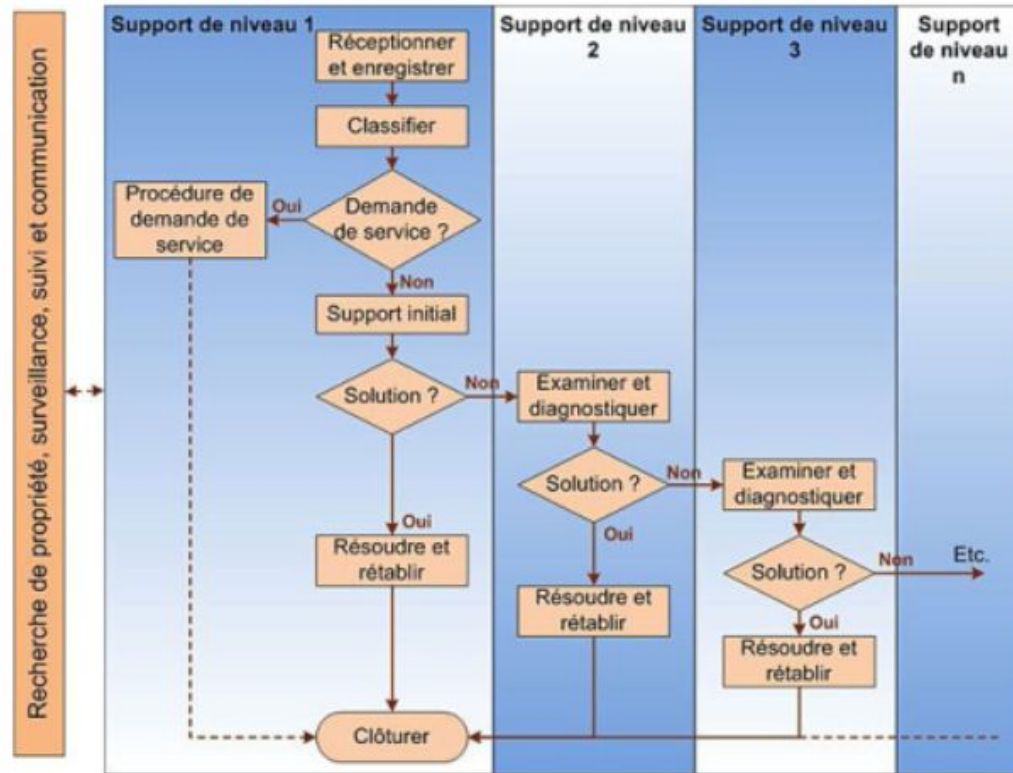 Recherche de propriété, surveillance, suivi et communication
Support de niveau 1
Réceptionner
et enregistrer
Classifier
Demande
de service ?
Oui
Procédure de
demande de
service
Non
Support initial
Solution ?
Non
Oui
Résoudre et
rétablir
Clôturer
Support de niveau
2
Examiner et
diagnostiquer
Solution ?
Non
Oui
Résoudre et
rétablir
Support de niveau
3
Examiner et
diagnostiquer
Solution ?
Non
Oui
Résoudre et
rétablir
Support
de niveau
n
Etc.